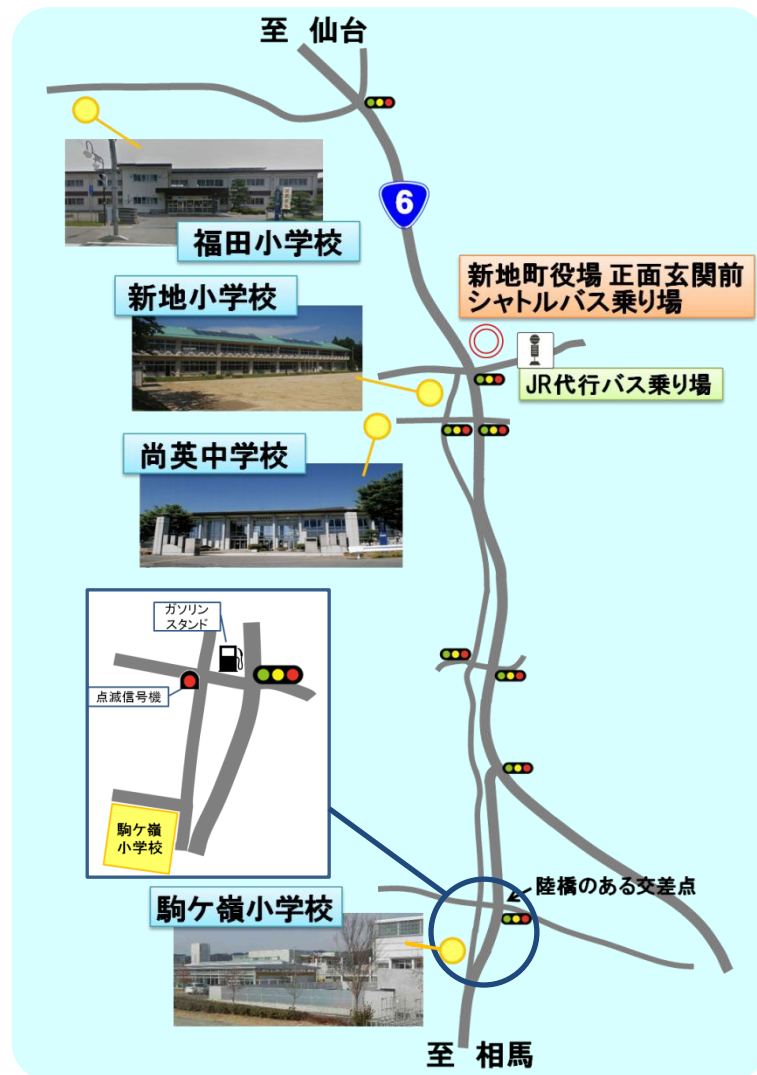 至 仙台
6
福田小学校
新地町役場 正面玄関前
シャトルバス乗り場
新地小学校
JR代行バス乗り場
尚英中学校
ガソリン
スタンド
点滅信号機
駒ケ嶺
小学校
陸橋のある交差点
駒ケ嶺小学校
至 相馬